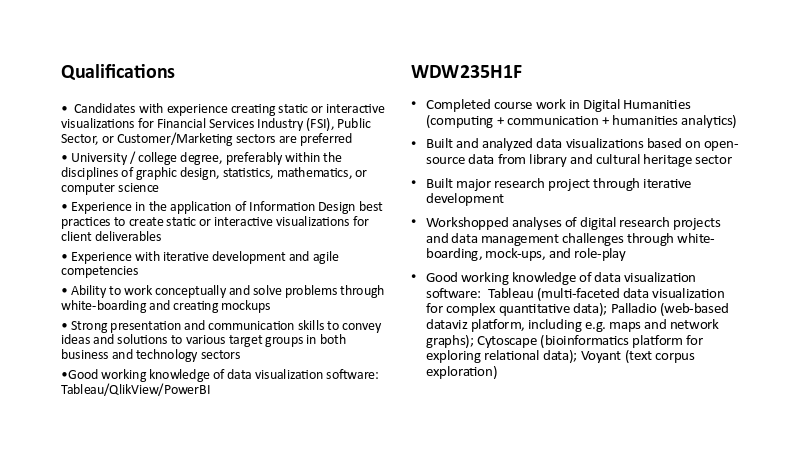 Qualifications
• Candidates with experience creating static or interactive
visualizations for Financial Services Industry (FSI), Public
Sector, or Customer/Marketing sectors are preferred
• University / college degree, preferably within the
disciplines of graphic design, statistics, mathematics, or
computer science
• Experience in the application of Information Design best
practices to create static or interactive visualizations for
client deliverables
• Experience with iterative development and agile
competencies
• Ability to work conceptually and solve problems through
white-boarding and creating mockups
• Strong presentation and communication skills to convey
ideas and solutions to various target groups in both
business and technology sectors
•Good working knowledge of data visualization software:
Tableau/QlikView/PowerBI
WDW235H1F
• Completed course work in Digital Humanities
(computing + communication + humanities analytics)
• Built and analyzed data visualizations based on open-
source data from library and cultural heritage sector
• Built major research project through iterative
development
• Workshopped analyses of digital research projects
and data management challenges through white-
boarding, mock-ups, and role-play
• Good working knowledge of data visualization
software:  Tableau (multi-faceted data visualization
for complex quantitative data); Palladio (web-based
dataviz platform, including e.g. maps and network
graphs); Cytoscape (bioinformatics platform for
exploring relational data); Voyant (text corpus
exploration)